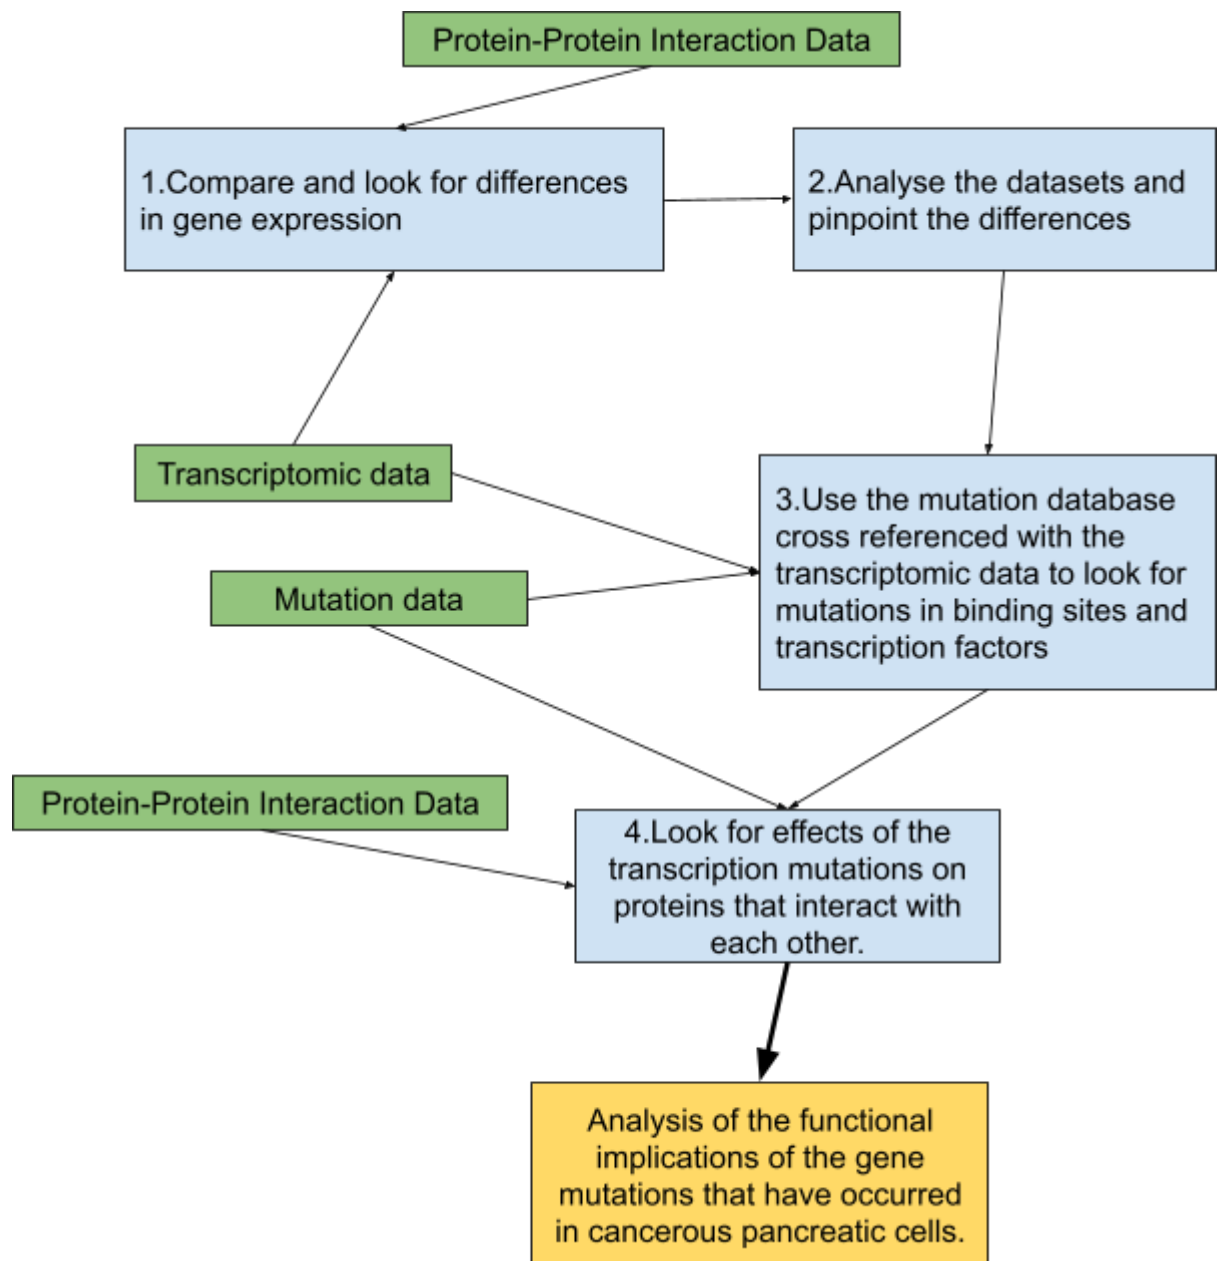 Protein-Protein Interaction Data
1.Compare and look for differences
in gene expression
2.Analyse the datasets and
pinpoint the differences
Transcriptomic data
3.Use the mutation database
cross referenced with the
transcriptomic data to look for
mutations in binding sites and
transcription factors
Mutation data
Protein-Protein Interaction Data
4.Look for effects of the
transcription mutations on
proteins that interact with
each other.
Analysis of the functional
implications of the gene
mutations that have occurred
in cancerous pancreatic cells.